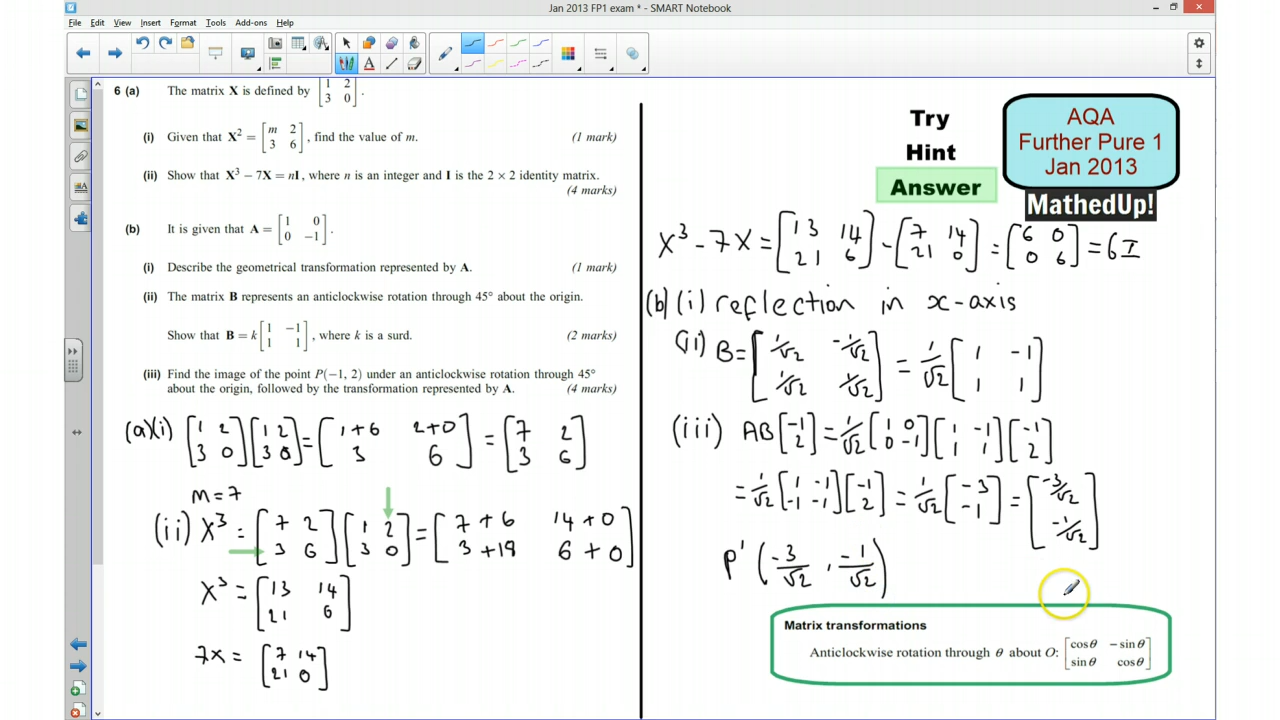 Jan 2013 FP1 exam * - SMART Notebook
File Edit View Insert Format Tools Add-ons Help
6 (a) The matrix X is defined by [1 2; 3 0].
(i) Given that X² = [m 2; 3 6], find the value of m. (1 mark)
(ii) Show that X³ − 7X = nI, where n is an integer and I is the 2 × 2 identity matrix.
(4 marks)
(b) It is given that A = [1 0; 0 −1].
(i) Describe the geometrical transformation represented by A. (1 mark)
(ii) The matrix B represents an anticlockwise rotation through 45° about the origin.
Show that B = k[1 −1; 1 1], where k is a surd. (2 marks)
(iii) Find the image of the point P(−1, 2) under an anticlockwise rotation through 45°
about the origin, followed by the transformation represented by A. (4 marks)
(a)(i) [1 2; 3 0][1 2; 3 0] = [1+6 2+0; 3 6] = [7 2; 3 6]
m = 7
(ii) X³ = [7 2; 3 6][1 2; 3 0] = [7+6 14+0; 3+18 6+0]
X³ = [13 14; 21 6]
7X = [7 14; 21 0]
Try
Hint
Answer
AQA
Further Pure 1
Jan 2013
MathedUp!
X³ − 7X = [13 14; 21 6] − [7 14; 21 0] = [6 0; 0 6] = 6I
(b)(i) reflection in x-axis
(ii) B = [1/√2 −1/√2; 1/√2 1/√2] = 1/√2 [1 −1; 1 1]
(iii) AB[−1; 2] = 1/√2 [1 0; 0 −1][1 −1; 1 1][−1; 2]
= 1/√2 [1 −1; −1 −1][−1; 2] = 1/√2 [−3; −1] = [−3/√2; −1/√2]
P' (−3/√2, −1/√2)
Matrix transformations
Anticlockwise rotation through θ about O: [cosθ −sinθ; sinθ cosθ]